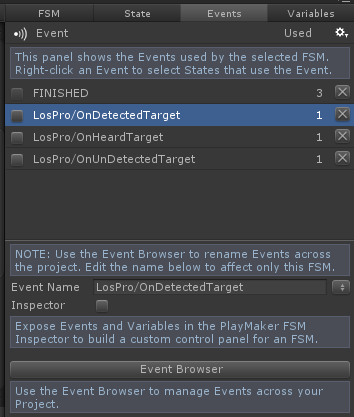 FSM State Events Variables
Event Used
This panel shows the Events used by the selected FSM.
Right-click an Event to select States that use the Event.
FINISHED 3
LosPro/OnDetectedTarget 1
LosPro/OnHeardTarget 1
LosPro/OnUnDetectedTarget 1
NOTE: Use the Event Browser to rename Events across
the project. Edit the name below to affect only this FSM.
Event Name LosPro/OnDetectedTarget
Inspector
Expose Events and Variables in the PlayMaker FSM
Inspector to build a custom control panel for an FSM.
Event Browser
Use the Event Browser to manage Events across your
Project.